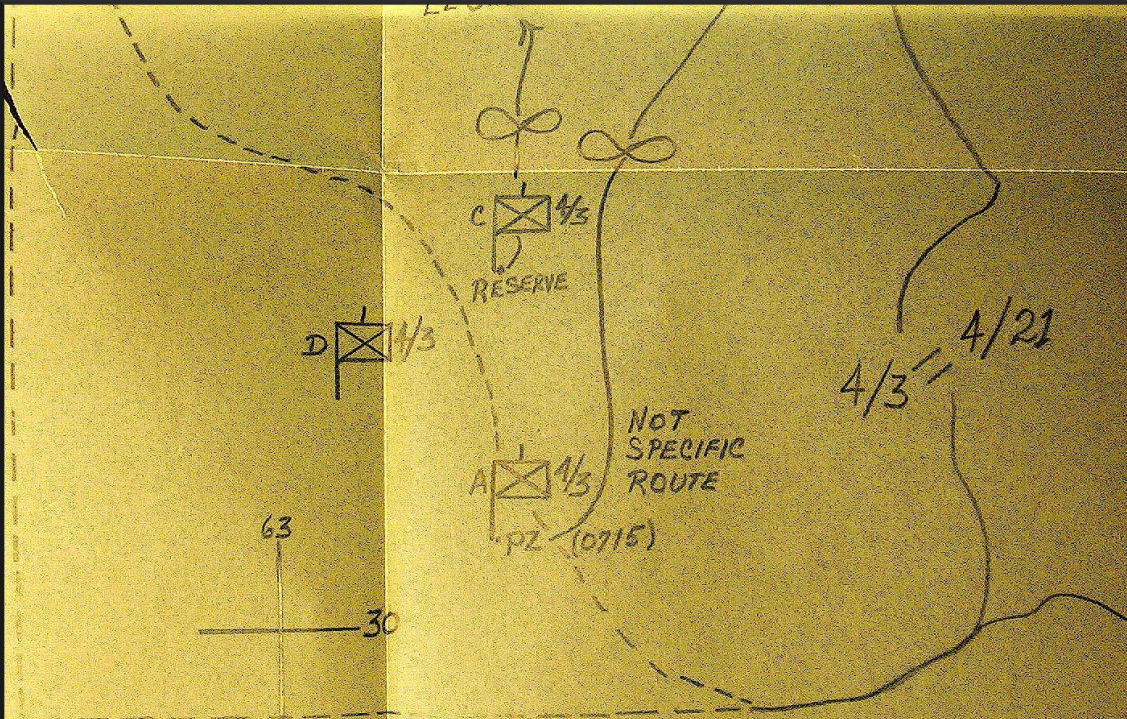 C 4/3
RESERVE
D 4/3
4/21
4/3
NOT
SPECIFIC
ROUTE
A 4/3
PZ (0715)
63
30